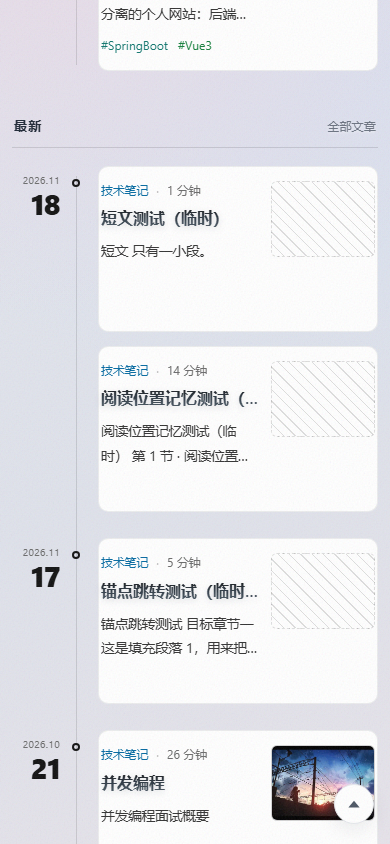 分离的个人网站：后端...
#SpringBoot #Vue3
最新
全部文章
2026.11
18
技术笔记 · 1 分钟
短文测试（临时）
短文 只有一小段。
技术笔记 · 14 分钟
阅读位置记忆测试（...
阅读位置记忆测试（临
时） 第 1 节 · 阅读位置...
2026.11
17
技术笔记 · 5 分钟
锚点跳转测试（临时...
锚点跳转测试 目标章节一
这是填充段落 1，用来把...
2026.10
21
技术笔记 · 26 分钟
并发编程
并发编程面试概要